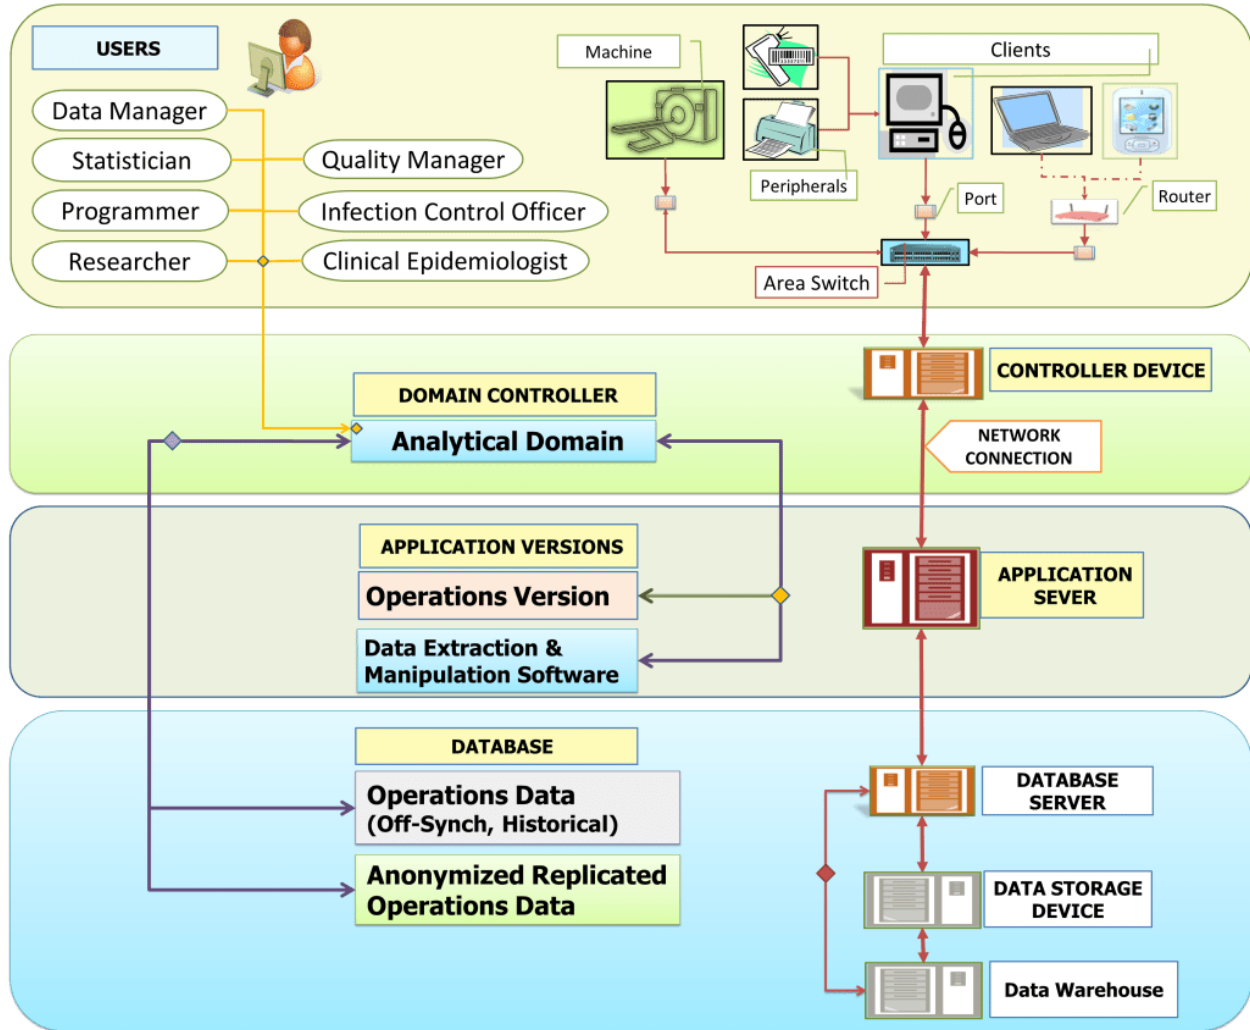 USERS
Data Manager
Statistician
Programmer
Researcher
Quality Manager
Infection Control Officer
Clinical Epidemiologist
Machine
Clients
Peripherals
Port
Router
Area Switch
DOMAIN CONTROLLER
Analytical Domain
CONTROLLER DEVICE
NETWORK
CONNECTION
APPLICATION VERSIONS
Operations Version
Data Extraction &
Manipulation Software
APPLICATION
SEVER
DATABASE
Operations Data
(Off-Synch, Historical)
Anonymized Replicated
Operations Data
DATABASE
SERVER
DATA STORAGE
DEVICE
Data Warehouse